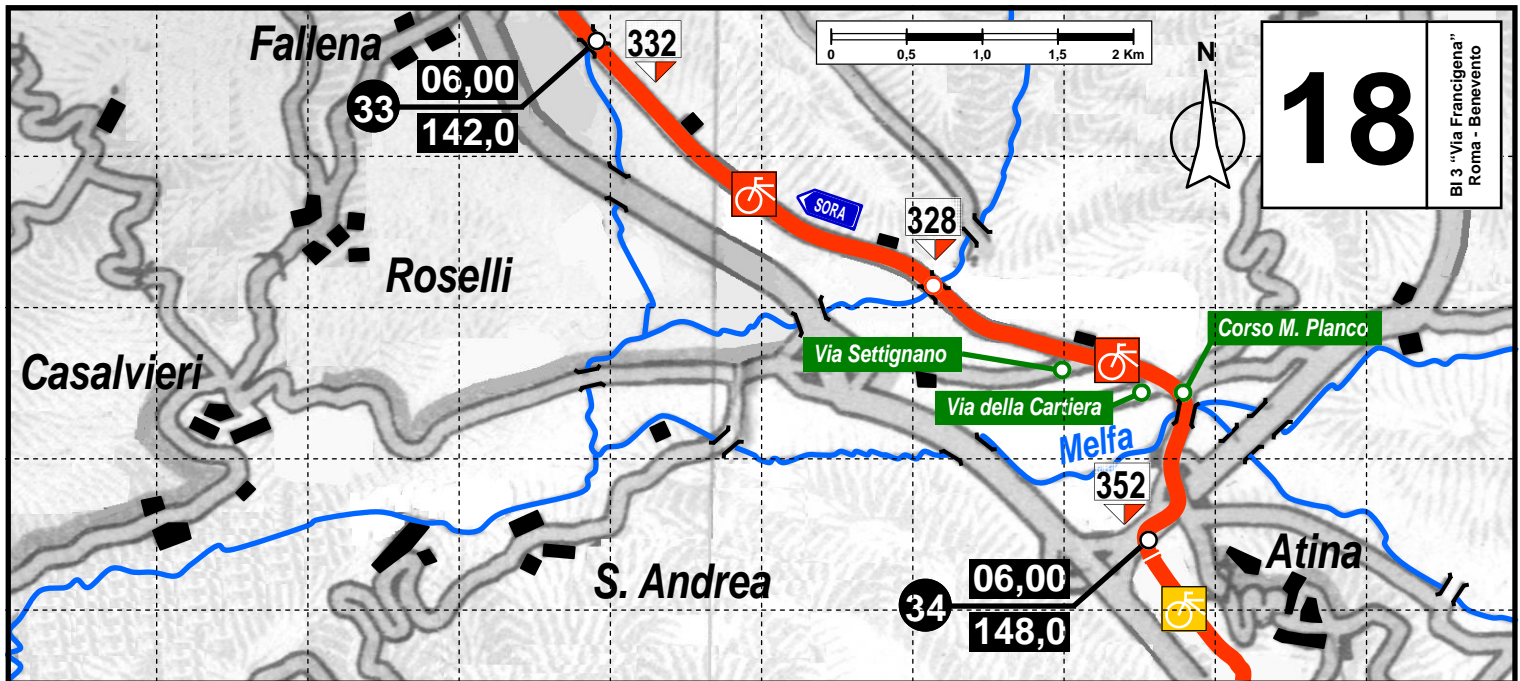 Fallena
332
0 0,5 1,0 1,5 2 Km
N
18
BI 3 "Via Francigena"
Roma - Benevento
33
06,00
142,0
SORA
328
Roselli
Casalvieri
Via Settignano
Corso M. Planco
Via della Cartiera
Melfa
352
S. Andrea
Atina
34
06,00
148,0